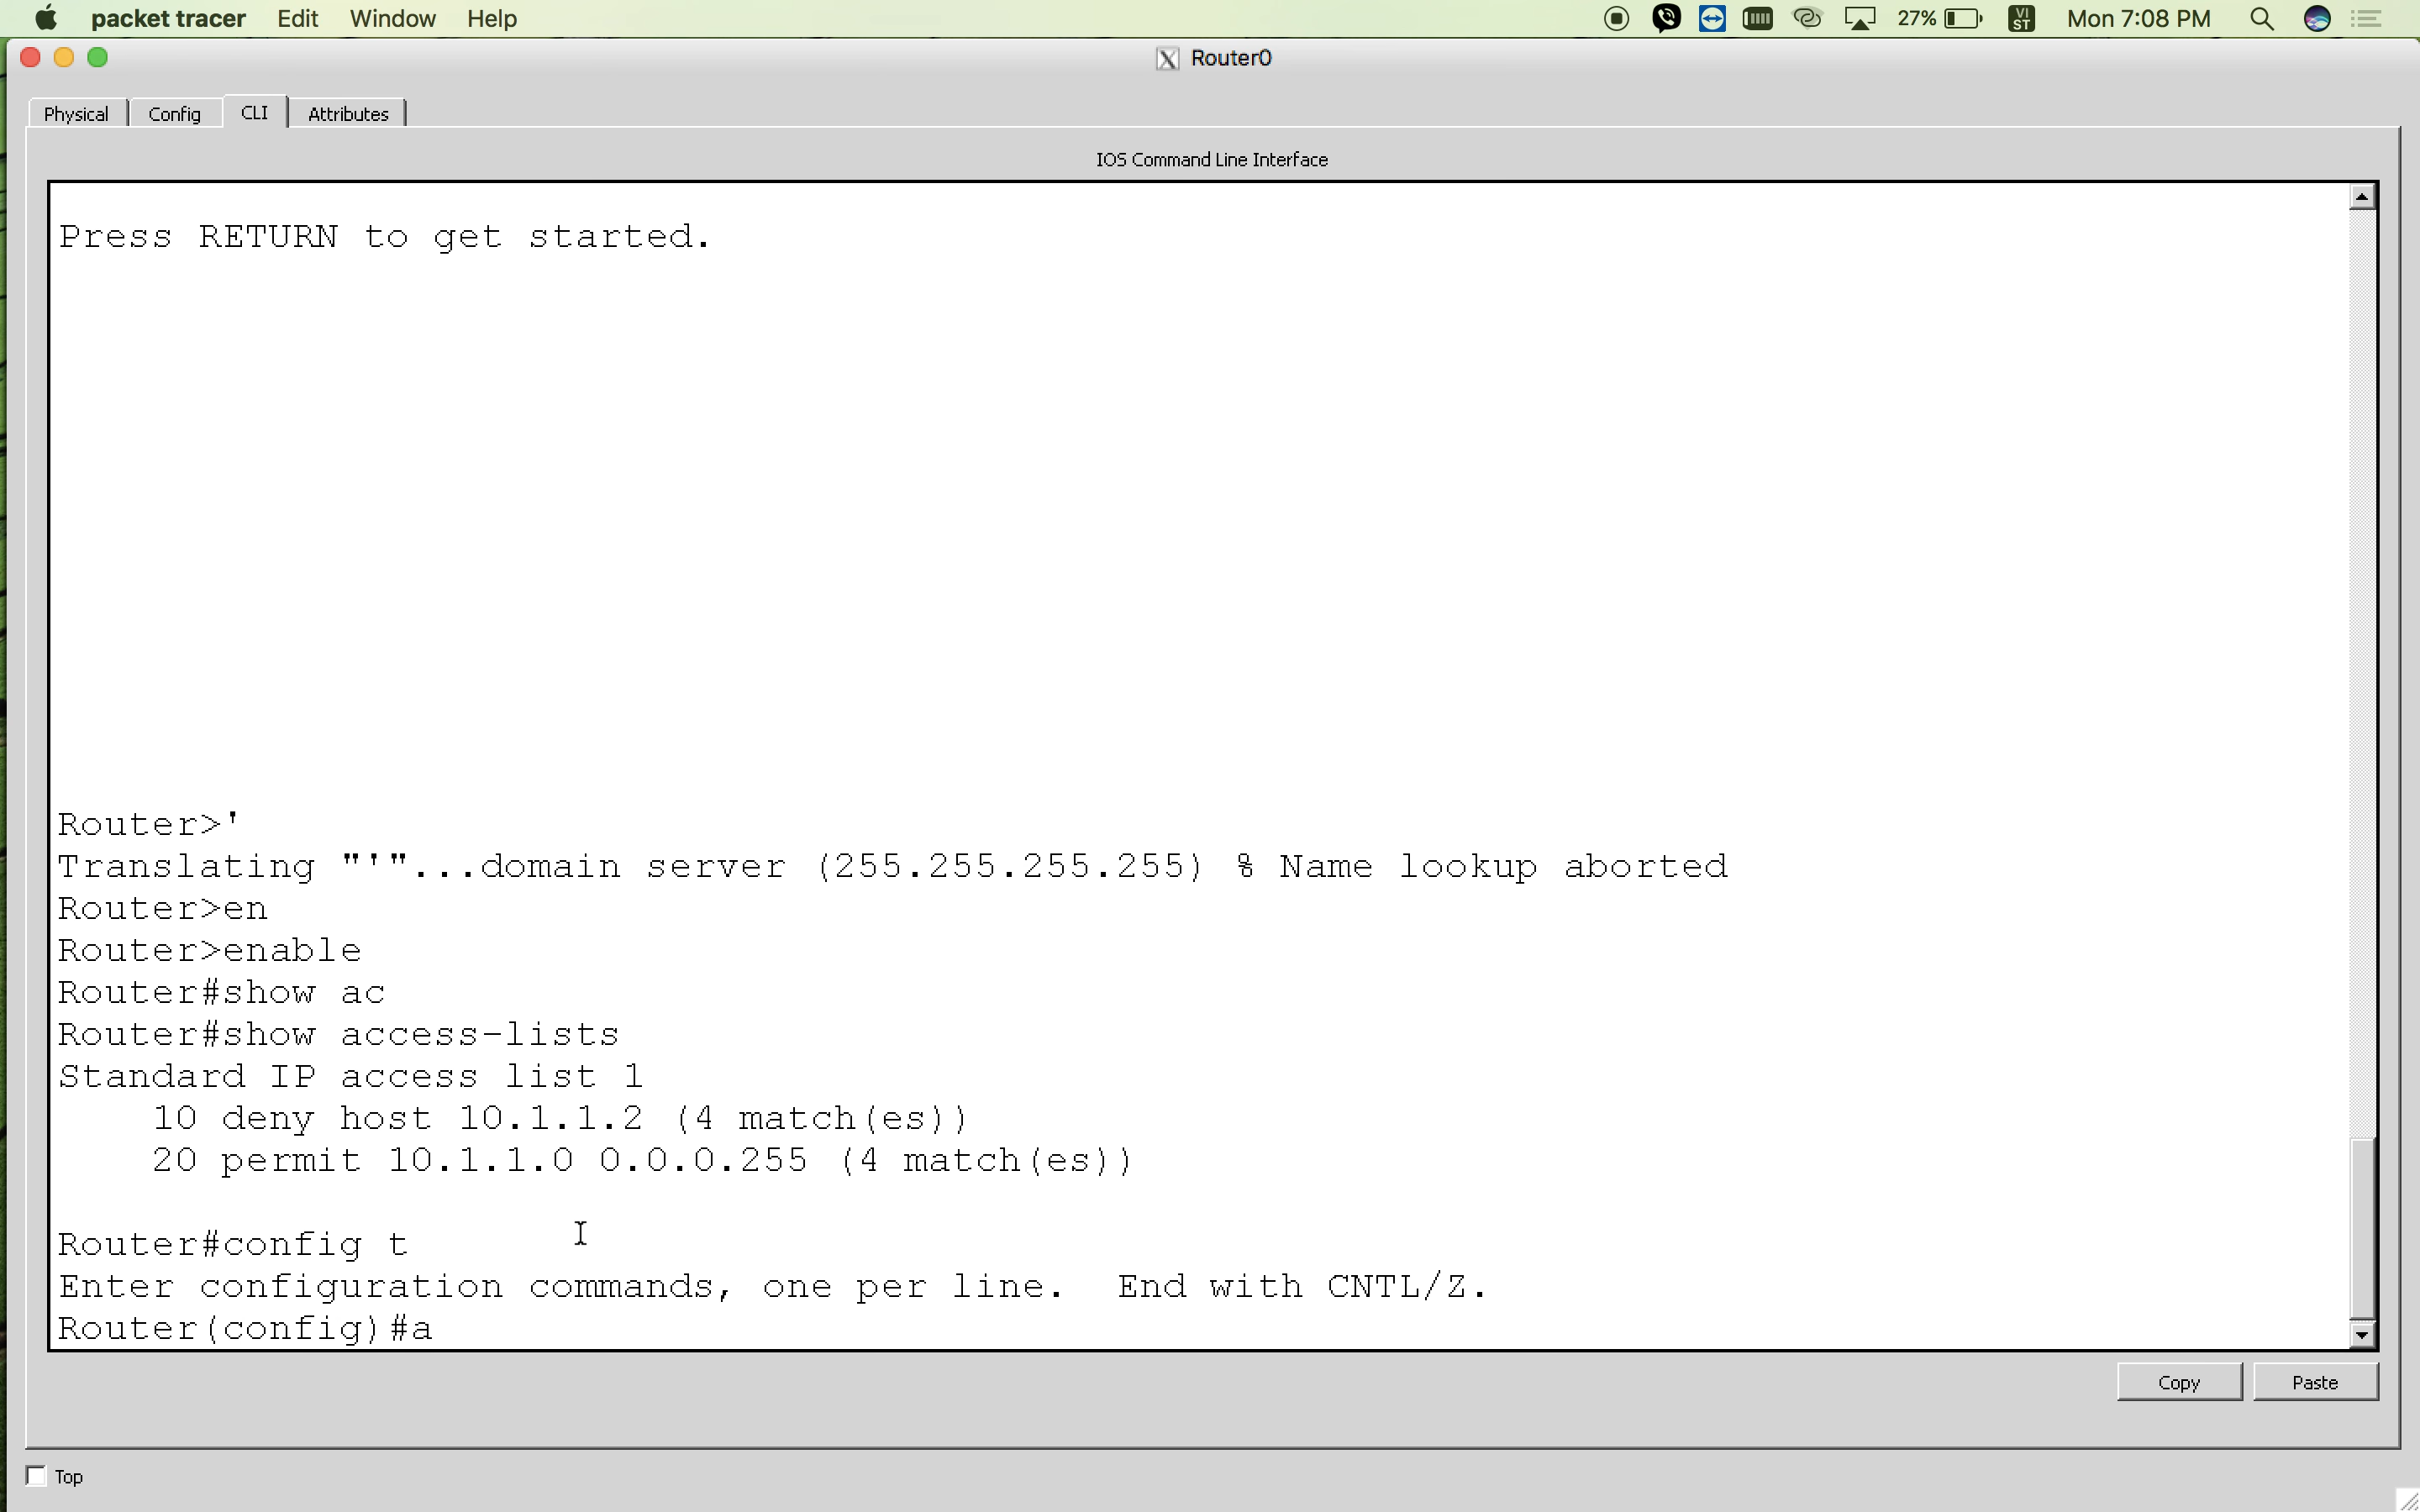 packet tracer Edit Window Help 27% VI ST Mon 7:08 PM
X Router0
Physical Config CLI Attributes
IOS Command Line Interface
Press RETURN to get started.
Router>'
Translating "'"...domain server (255.255.255.255) % Name lookup aborted
Router>en
Router>enable
Router#show ac
Router#show access-lists
Standard IP access list 1
10 deny host 10.1.1.2 (4 match(es))
20 permit 10.1.1.0 0.0.0.255 (4 match(es))
Router#config t
Enter configuration commands, one per line.  End with CNTL/Z.
Router(config)#a
Copy Paste
Top